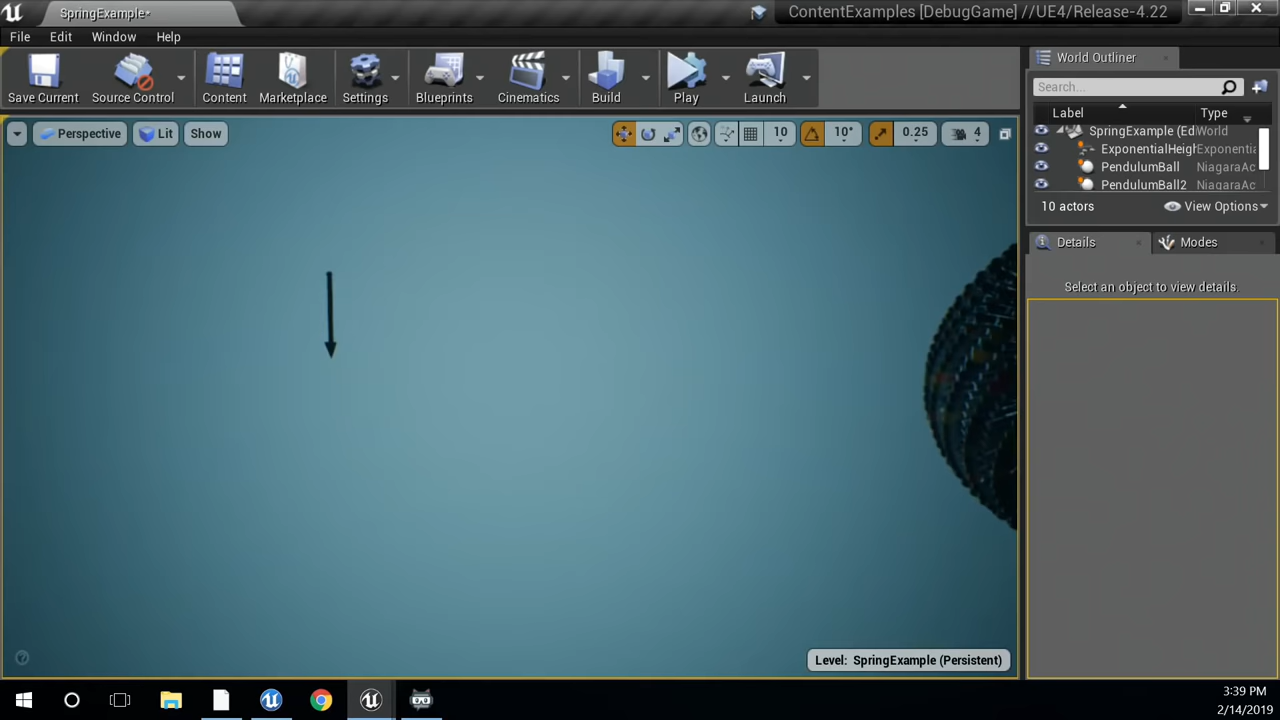 SpringExample*
ContentExamples [DebugGame] //UE4/Release-4.22
File Edit Window Help
Save Current Source Control Content Marketplace Settings Blueprints Cinematics Build Play Launch
World Outliner
Search...
Label Type
SpringExample (Ed World
ExponentialHeigh Exponentia
PendulumBall NiagaraAc
PendulumBall2 NiagaraAc
10 actors View Options
Perspective Lit Show 10 10° 0.25 4
Details Modes
Select an object to view details.
Level: SpringExample (Persistent)
3:39 PM
2/14/2019